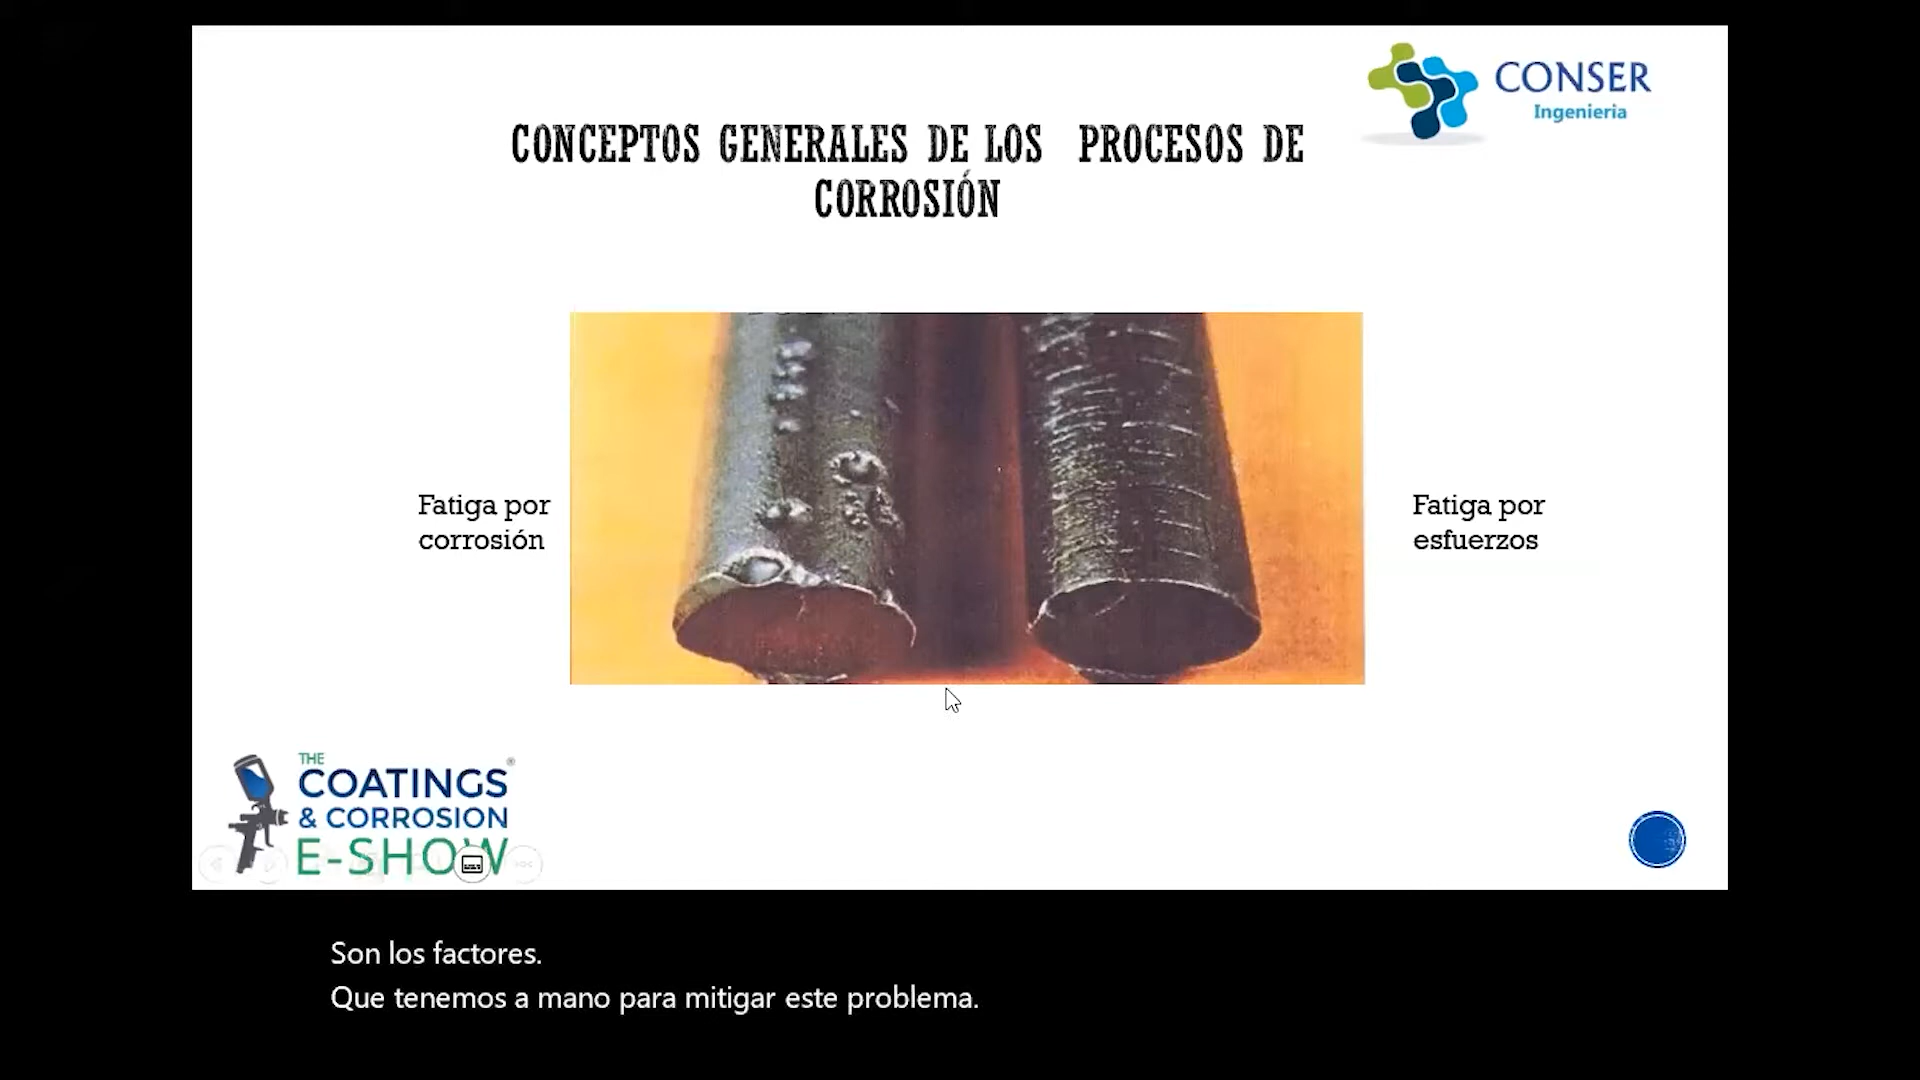 CONSER
Ingenieria
CONCEPTOS GENERALES DE LOS PROCESOS DE
CORROSIÓN
Fatiga por
corrosión
Fatiga por
esfuerzos
THE
COATINGS®
& CORROSION
E-SHOW
Son los factores.
Que tenemos a mano para mitigar este problema.